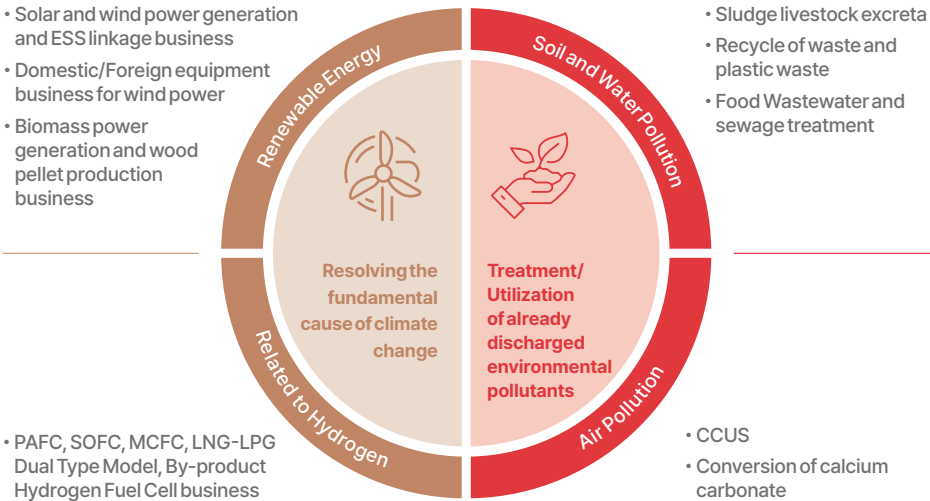 • Solar and wind power generation
and ESS linkage business
• Domestic/Foreign equipment
business for wind power
• Biomass power
generation and wood
pellet production
business
Renewable Energy
Soil and Water Pollution
• Sludge livestock excreta
• Recycle of waste and
plastic waste
• Food Wastewater and
sewage treatment
Resolving the
fundamental
cause of climate
change
Treatment/
Utilization
of already
discharged
environmental
pollutants
Related to Hydrogen
Air Pollution
• PAFC, SOFC, MCFC, LNG-LPG
Dual Type Model, By-product
Hydrogen Fuel Cell business
• CCUS
• Conversion of calcium
carbonate